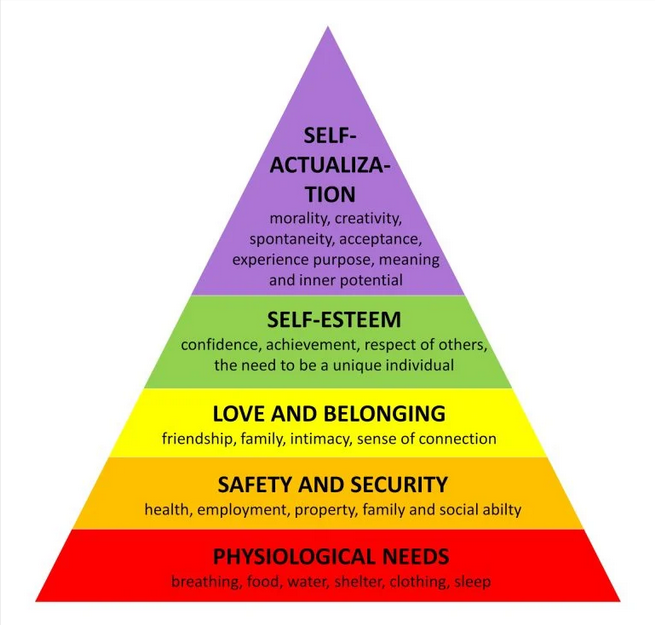 SELF-
ACTUALIZA-
TION
morality, creativity,
spontaneity, acceptance,
experience purpose, meaning
and inner potential
SELF-ESTEEM
confidence, achievement, respect of others,
the need to be a unique individual
LOVE AND BELONGING
friendship, family, intimacy, sense of connection
SAFETY AND SECURITY
health, employment, property, family and social abilty
PHYSIOLOGICAL NEEDS
breathing, food, water, shelter, clothing, sleep